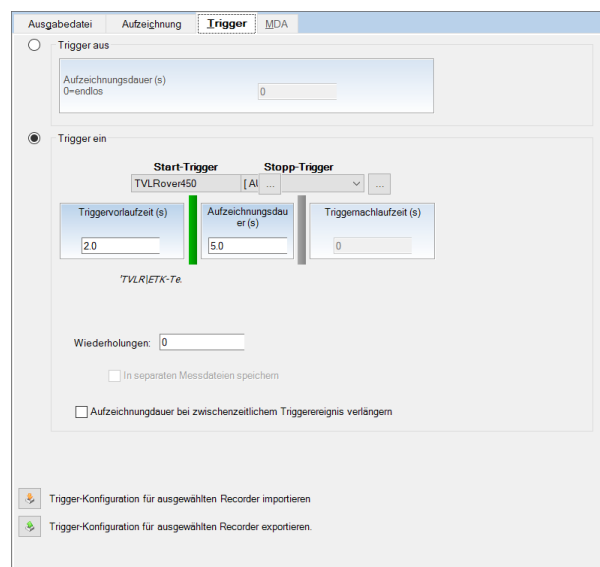 Ausgabedatei Aufzeichnung Trigger MDA
Trigger aus
Aufzeichnungsdauer (s)
0=endlos
0
Trigger ein
Start-Trigger Stopp-Trigger
TVLRover450 ... [ AU ...
Triggervorlaufzeit (s) Aufzeichnungsdau Triggernachlaufzeit (s)
er (s)
2.0 5.0 0
'TVLR|ETK-Te.
Wiederholungen: 0
In separaten Messdateien speichern
Aufzeichnungdauer bei zwischenzeitlichem Triggerereignis verlängern
Trigger-Konfiguration für ausgewählten Recorder importieren
Trigger-Konfiguration für ausgewählten Recorder exportieren.